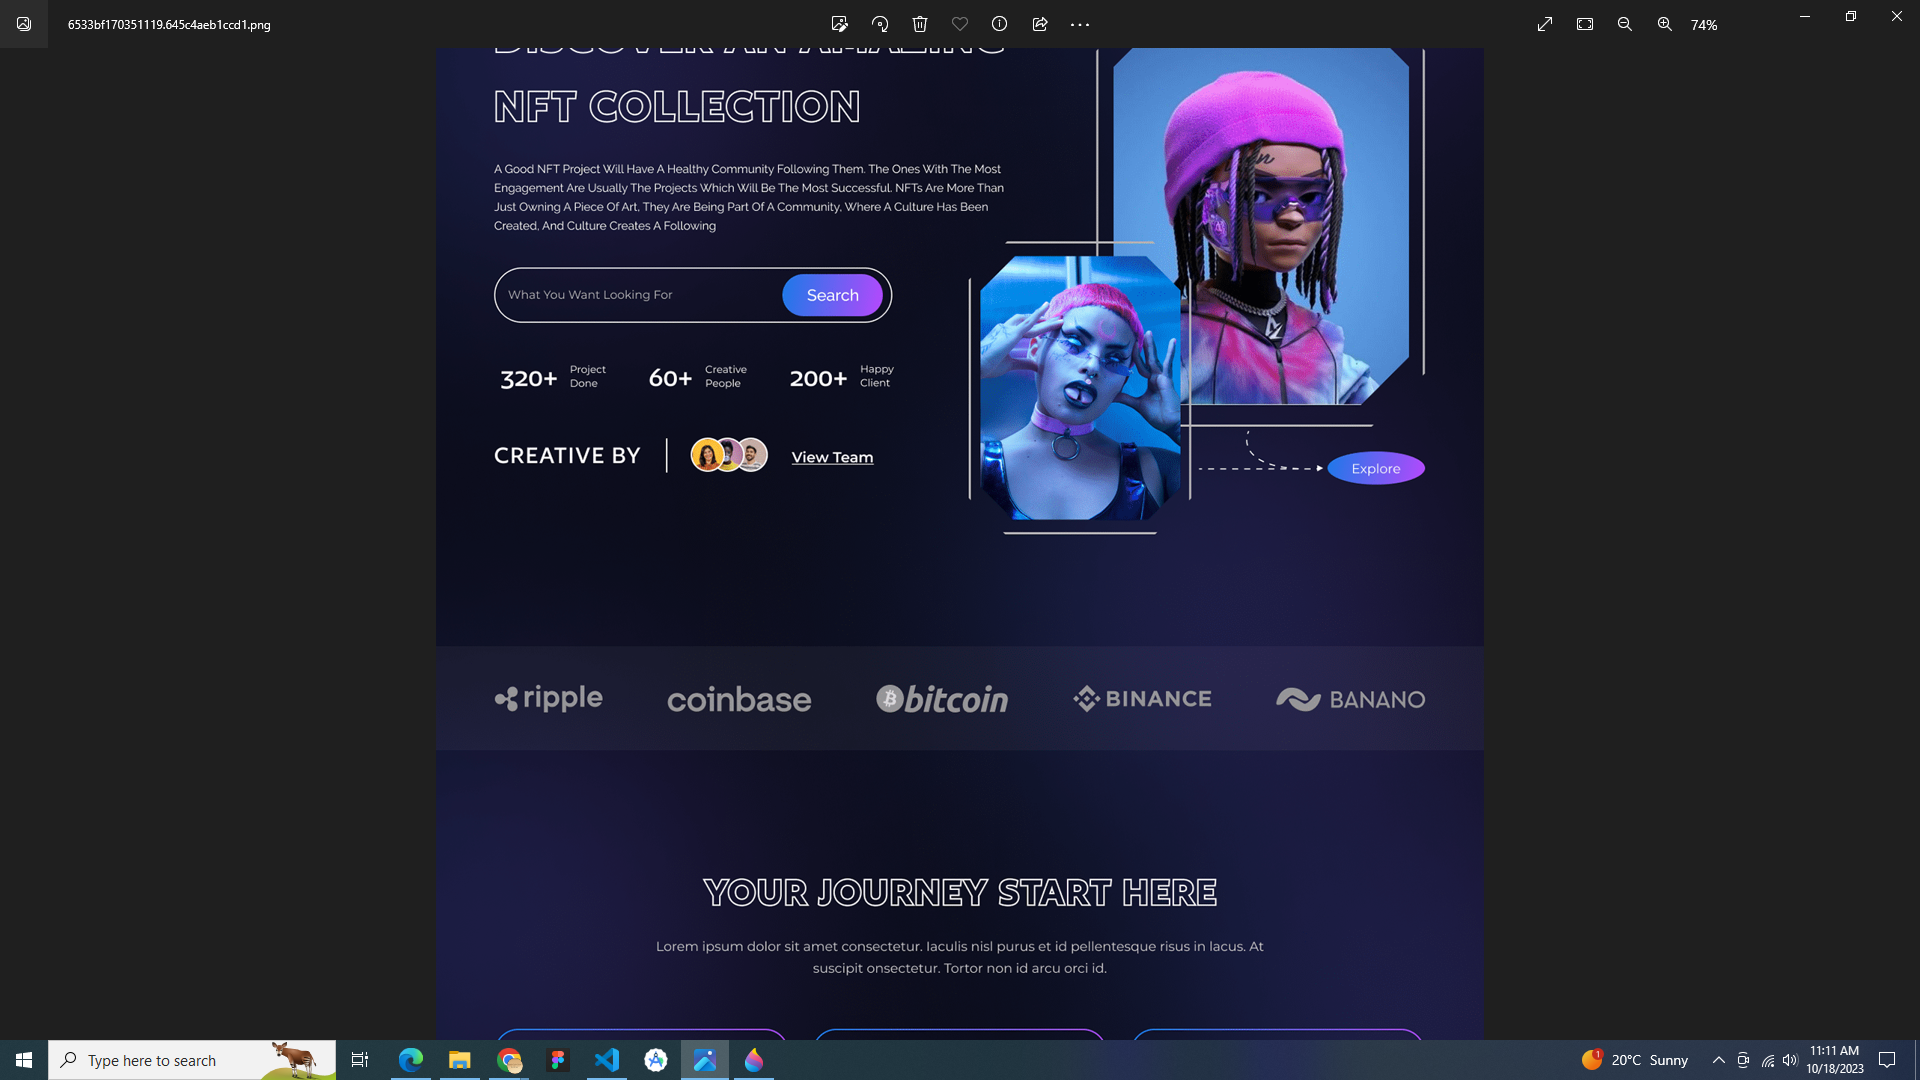 6533bf170351119.645c4aeb1ccd1.png
74%
DISCOVER AN AMAZING
NFT COLLECTION
A Good NFT Project Will Have A Healthy Community Following Them. The Ones With The Most
Engagement Are Usually The Projects Which Will Be The Most Successful. NFTs Are More Than
Just Owning A Piece Of Art, They Are Being Part Of A Community, Where A Culture Has Been
Created, And Culture Creates A Following
What You Want Looking For
Search
320+ Project Done
60+ Creative People
200+ Happy Client
CREATIVE BY
View Team
Explore
ripple
coinbase
bitcoin
BINANCE
BANANO
YOUR JOURNEY START HERE
Lorem ipsum dolor sit amet consectetur. Iaculis nisl purus et id pellentesque risus in lacus. At
suscipit onsectetur. Tortor non id arcu orci id.
Type here to search
1
20°C Sunny
11:11 AM
10/18/2023